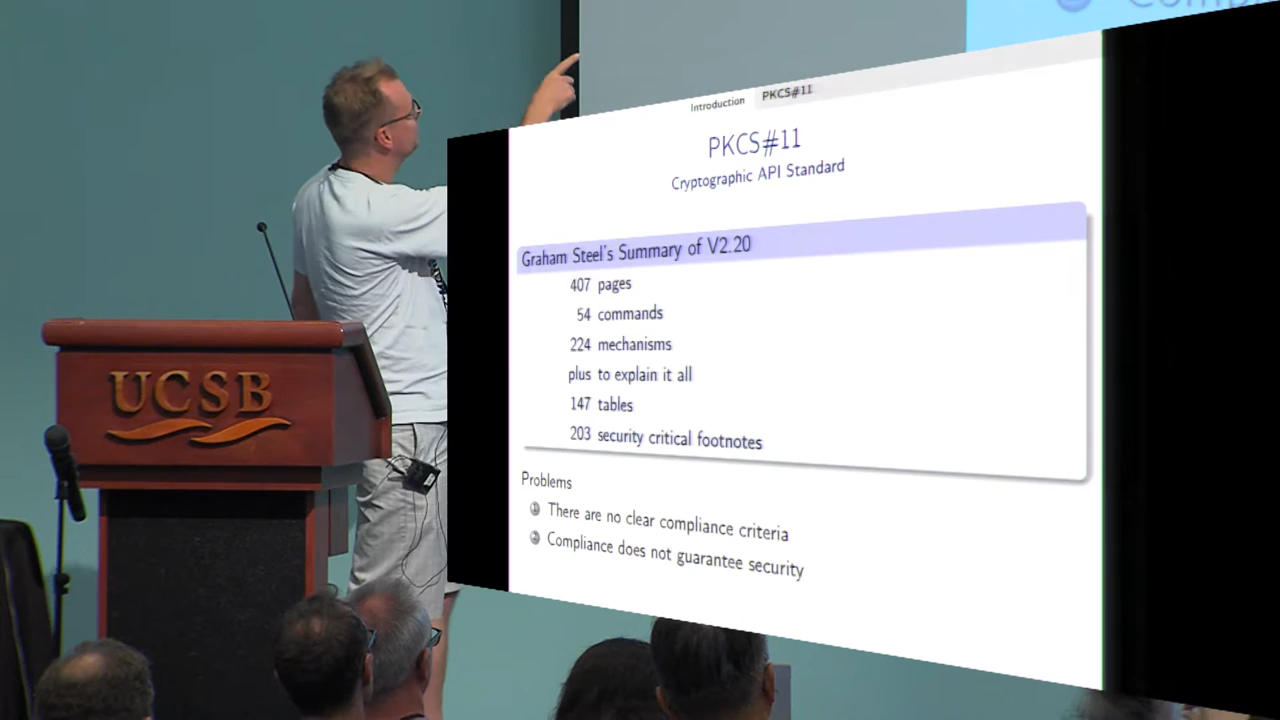 Introduction PKCS#11
PKCS#11
Cryptographic API Standard
Graham Steel's Summary of V2.20
407 pages
54 commands
224 mechanisms
plus to explain it all
147 tables
203 security critical footnotes
Problems
1 There are no clear compliance criteria
2 Compliance does not guarantee security
UCSB